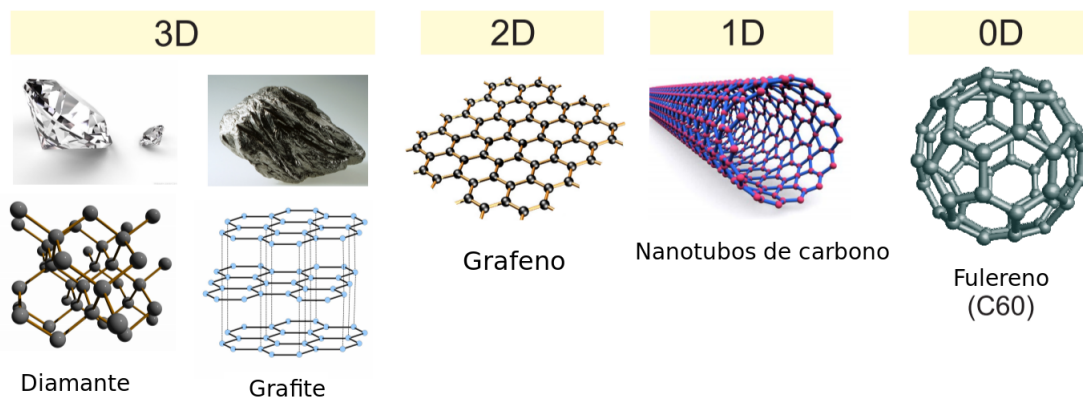 3D
2D
1D
0D
Diamante
Grafite
Grafeno
Nanotubos de carbono
Fulereno
(C60)